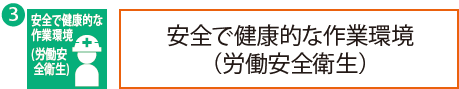 3
安全で健康的な
作業環境
(労働安
全衛生)
安全で健康的な作業環境
（労働安全衛生）